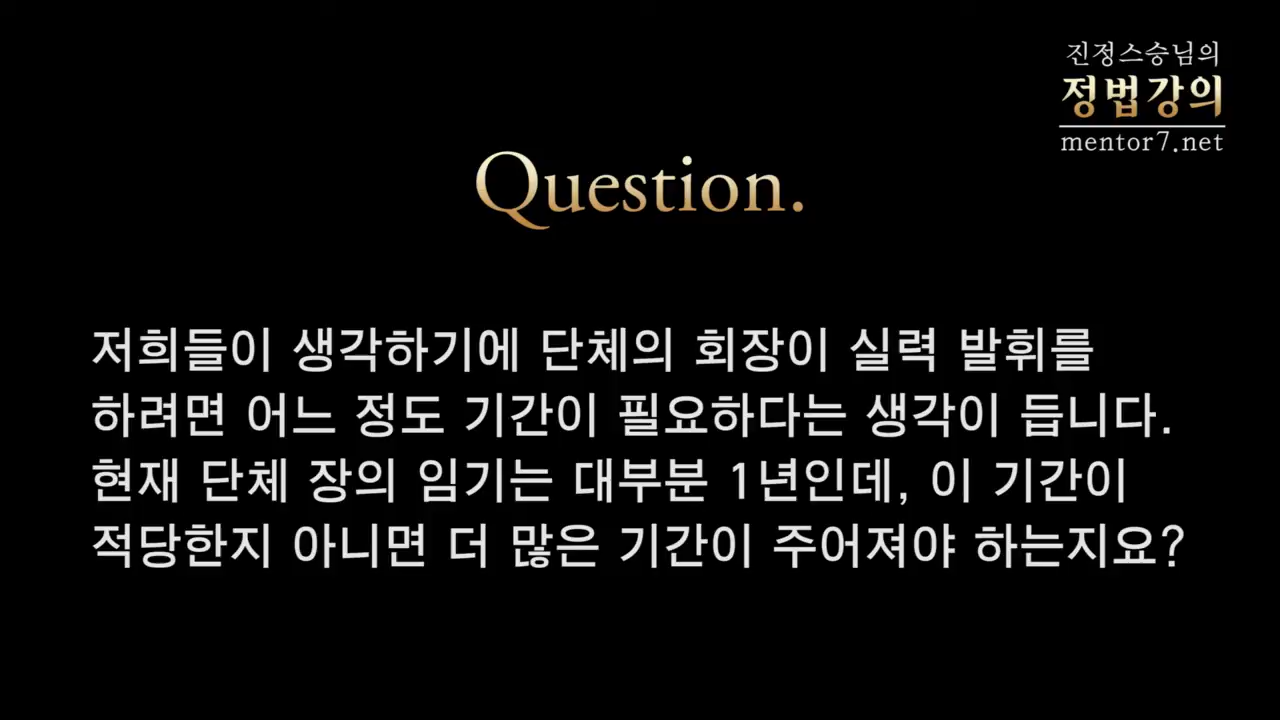 진정스승님의
정법강의
mentor7.net
Question.
저희들이 생각하기에 단체의 회장이 실력 발휘를
하려면 어느 정도 기간이 필요하다는 생각이 듭니다.
현재 단체 장의 임기는 대부분 1년인데, 이 기간이
적당한지 아니면 더 많은 기간이 주어져야 하는지요?